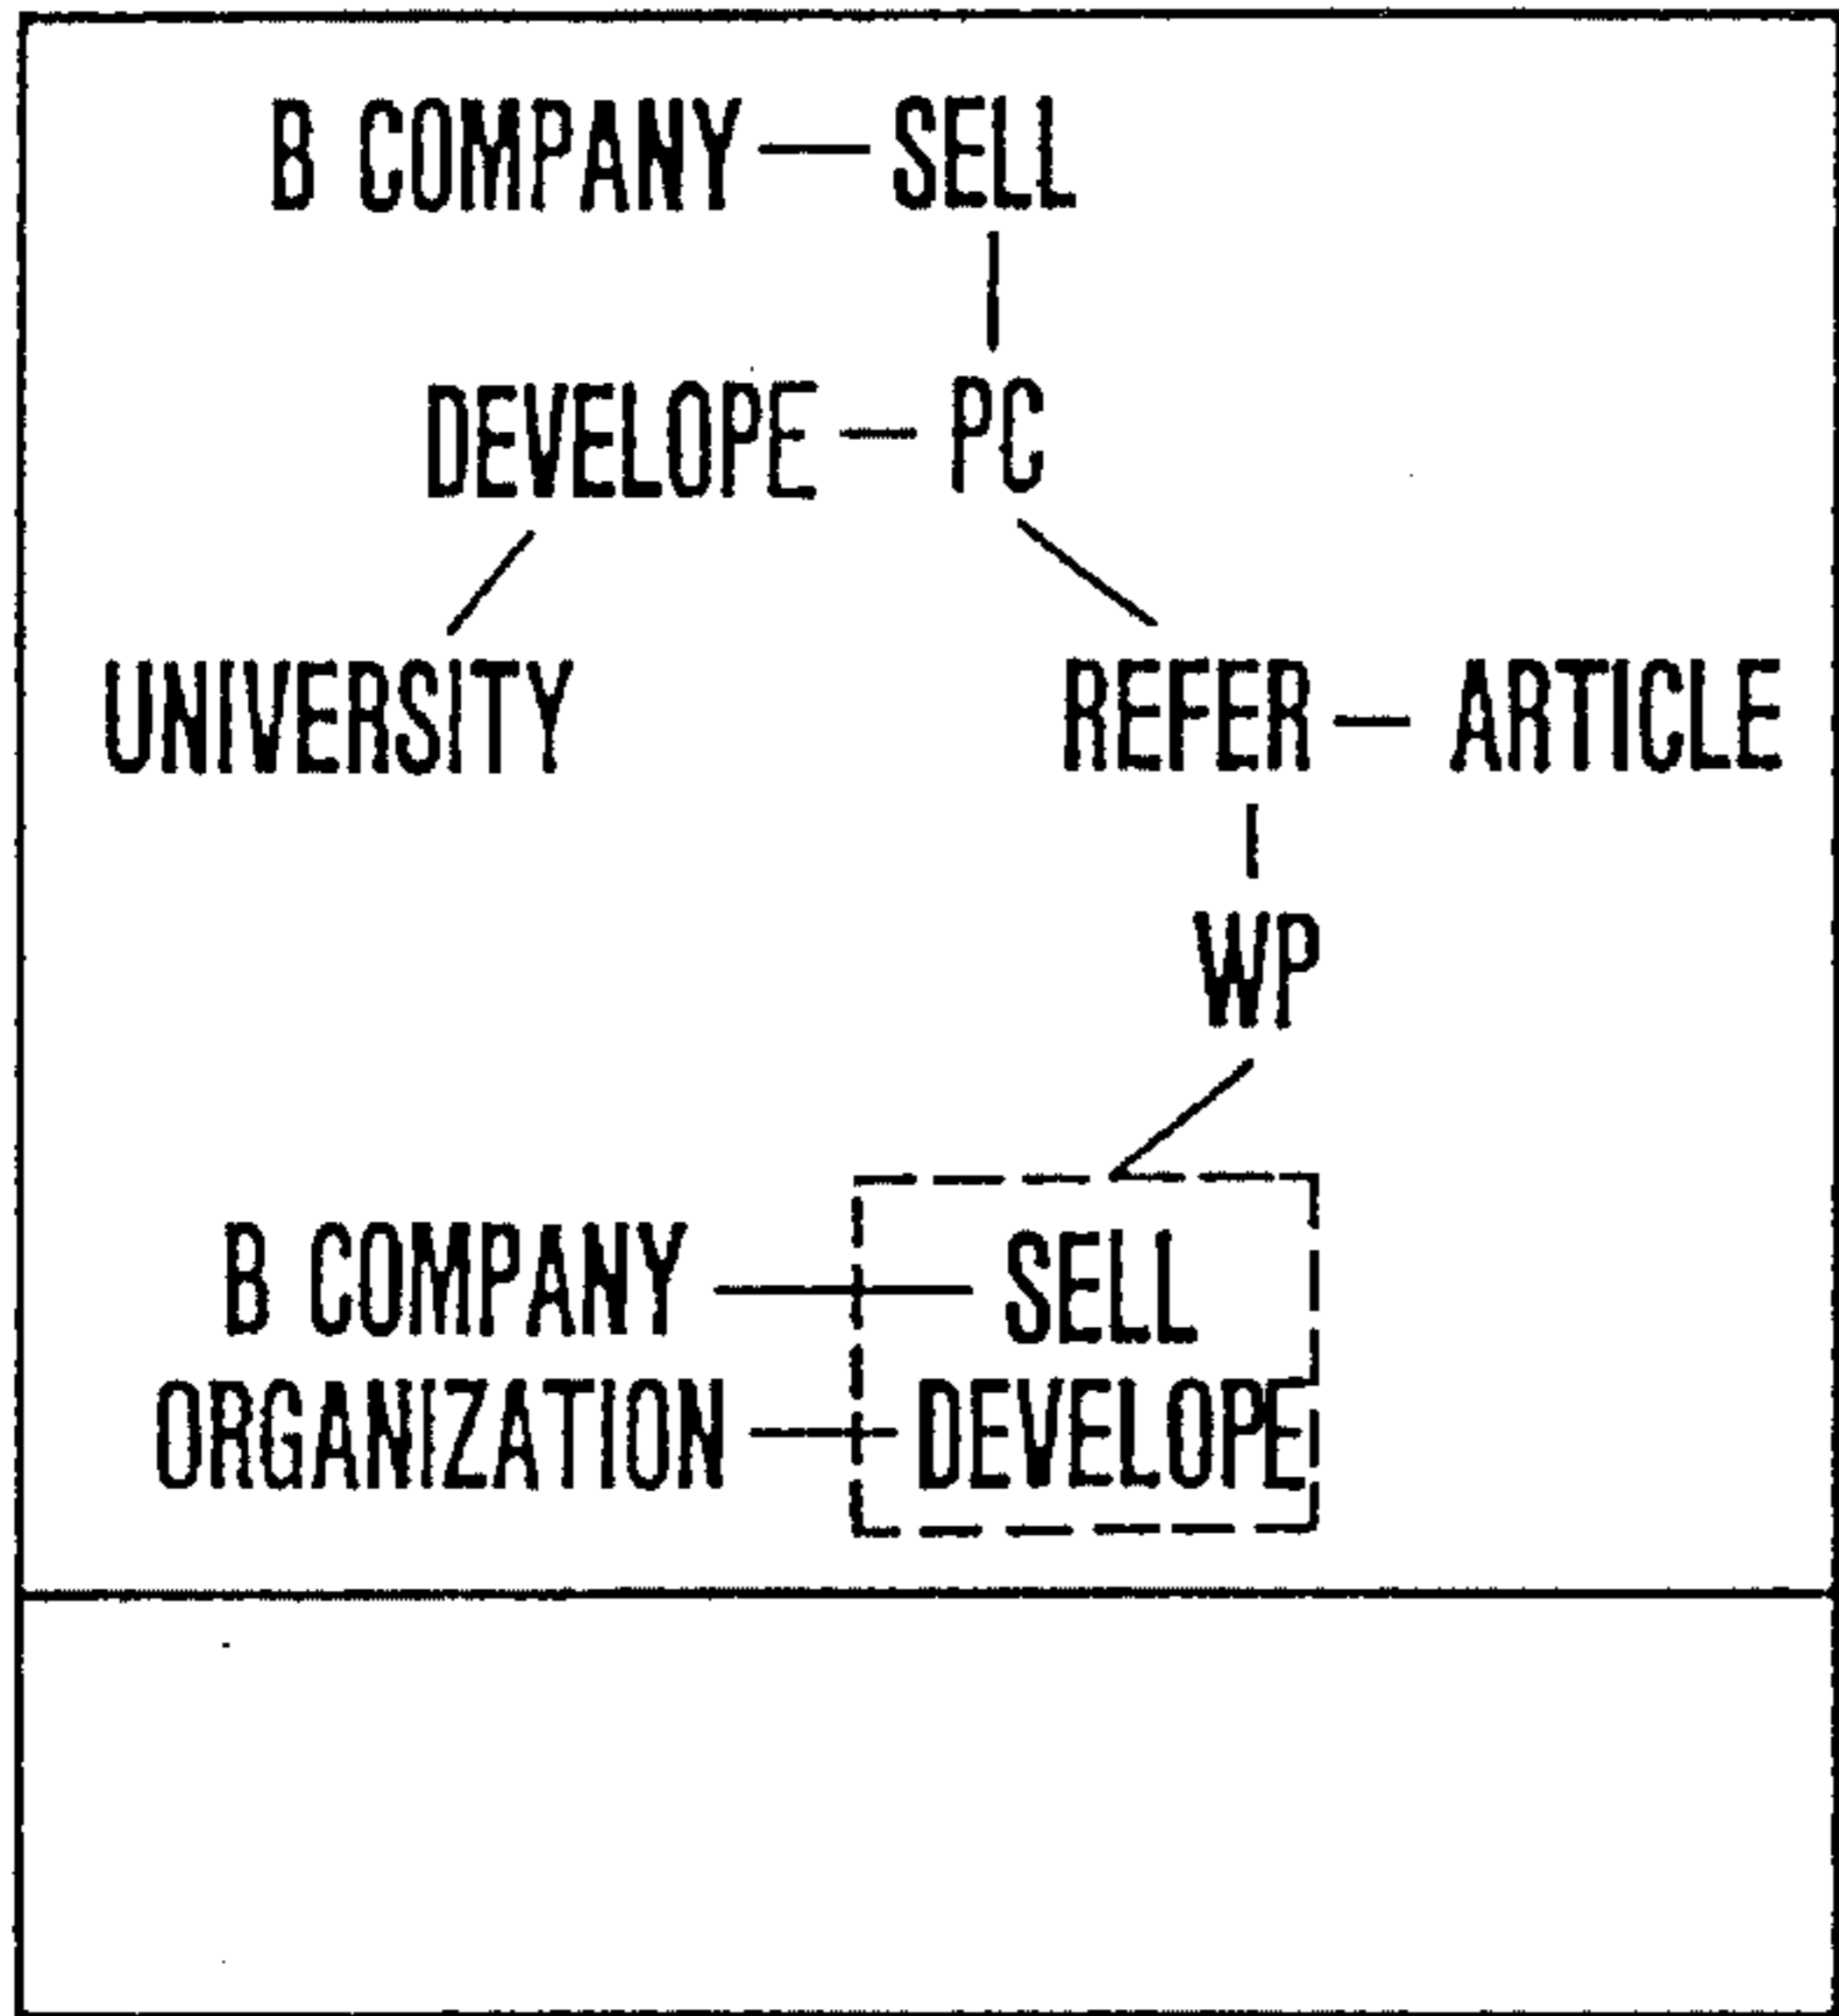 B COMPANY — SELL
DEVELOPE — PC
UNIVERSITY REFER — ARTICLE
WP
B COMPANY — SELL
ORGANIZATION — DEVELOPE